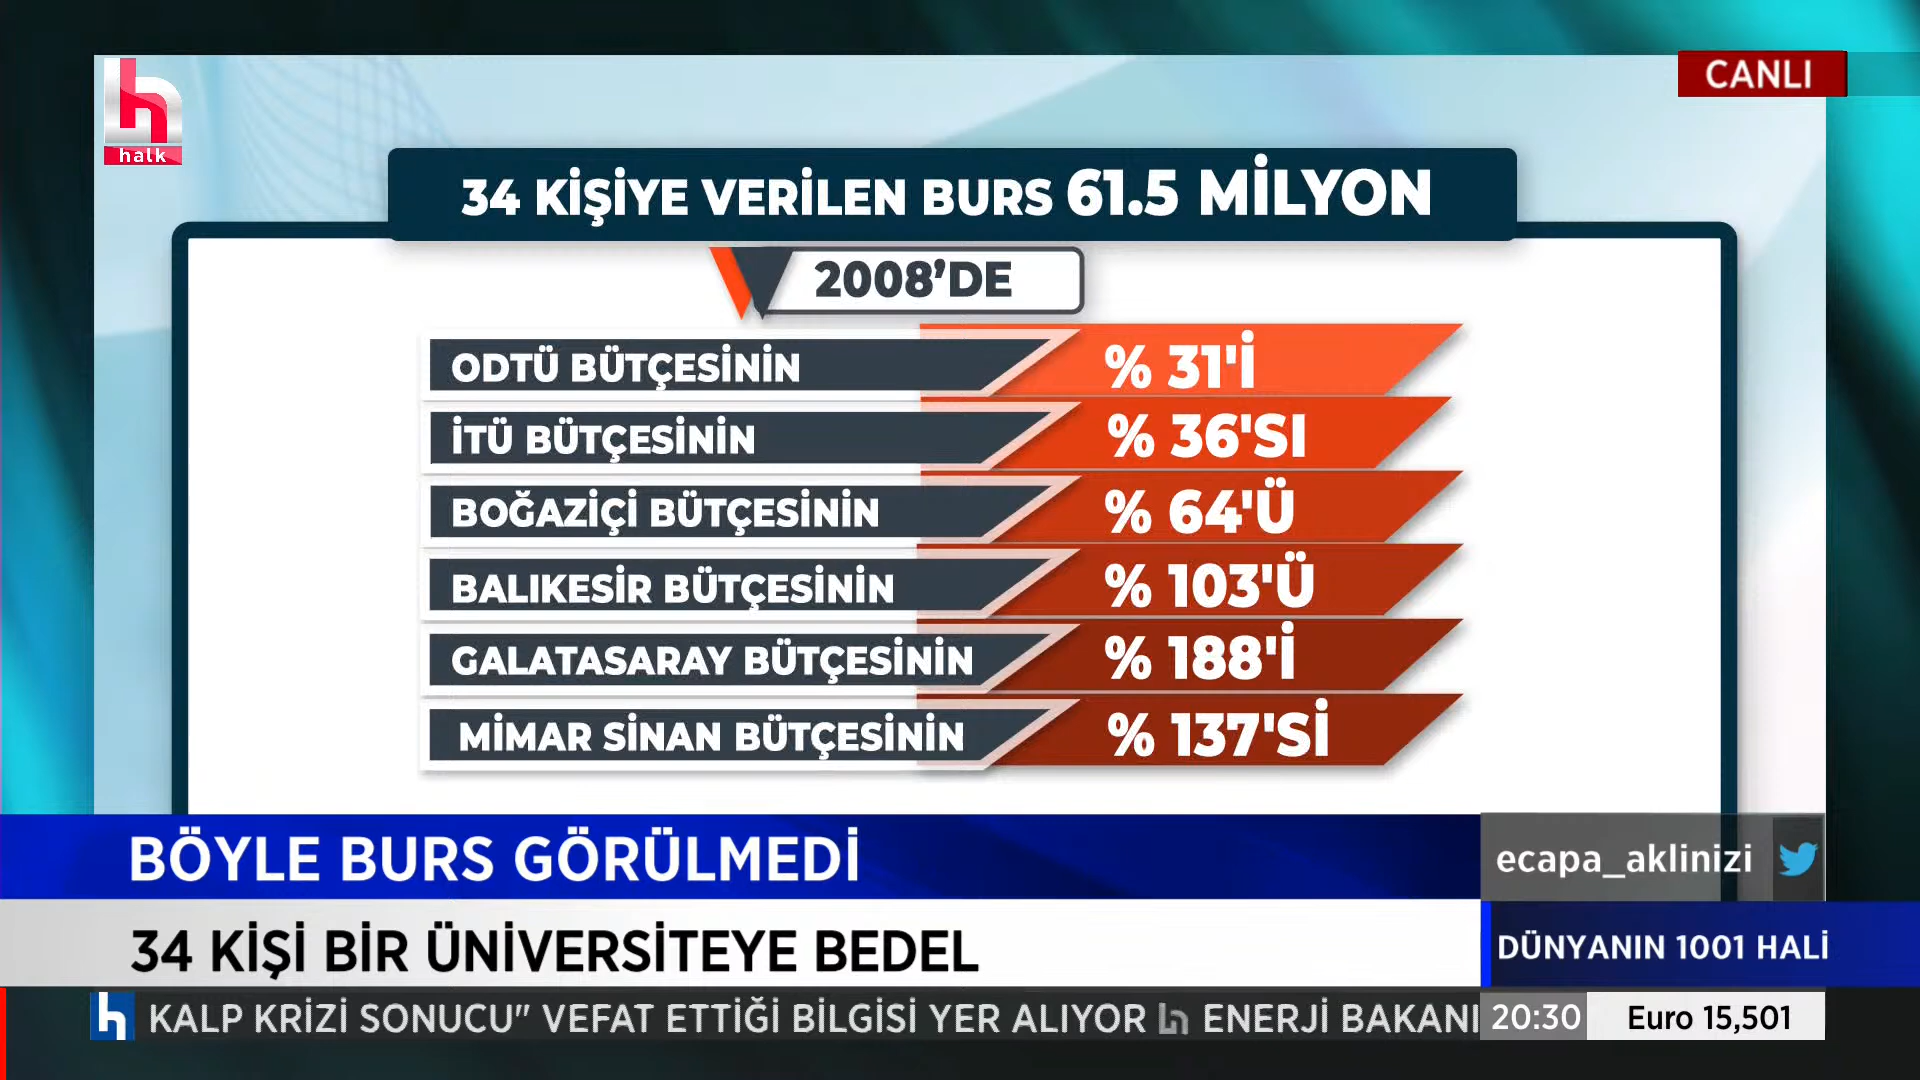 halk
CANLI
34 KİŞİYE VERİLEN BURS 61.5 MİLYON
2008'DE
ODTÜ BÜTÇESİNİN % 31'İ
İTÜ BÜTÇESİNİN % 36'SI
BOĞAZİÇİ BÜTÇESİNİN % 64'Ü
BALIKESİR BÜTÇESİNİN % 103'Ü
GALATASARAY BÜTÇESİNİN % 188'İ
MİMAR SİNAN BÜTÇESİNİN % 137'Sİ
BÖYLE BURS GÖRÜLMEDİ
ecapa_aklinizi
34 KİŞİ BİR ÜNİVERSİTEYE BEDEL
DÜNYANIN 1001 HALİ
KALP KRİZİ SONUCU" VEFAT ETTİĞİ BİLGİSİ YER ALIYOR ENERJİ BAKANI 20:30 Euro 15,501